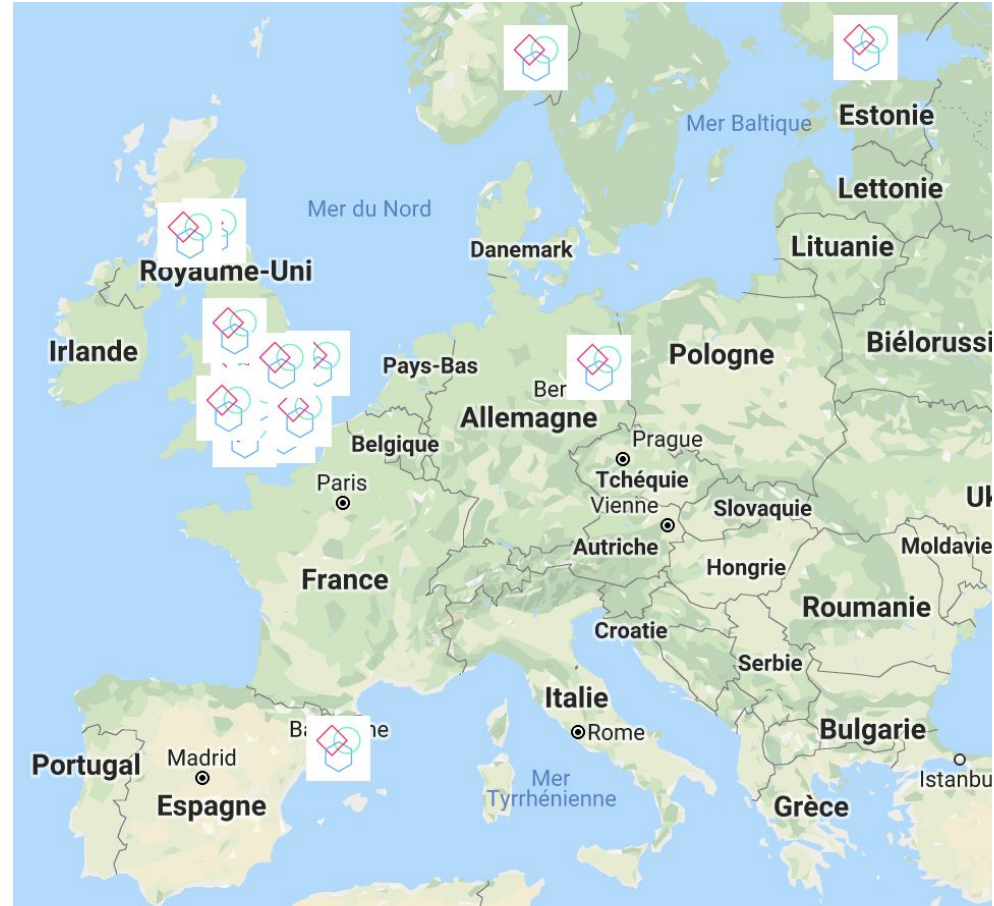 Estonie
Mer Baltique
Lettonie
Mer du Nord
Danemark
Lituanie
Royaume-Uni
Irlande
Biélorussi
Pologne
Pays-Bas
Ber
Allemagne
Belgique
Prague
Tchéquie
Paris
Vienne
Slovaquie
Uk
Autriche
Moldavie
Hongrie
France
Roumanie
Croatie
Serbie
Italie
Rome
Bulgarie
Portugal
Madrid
Espagne
Mer
Tyrrhénienne
Grèce
Istanbu